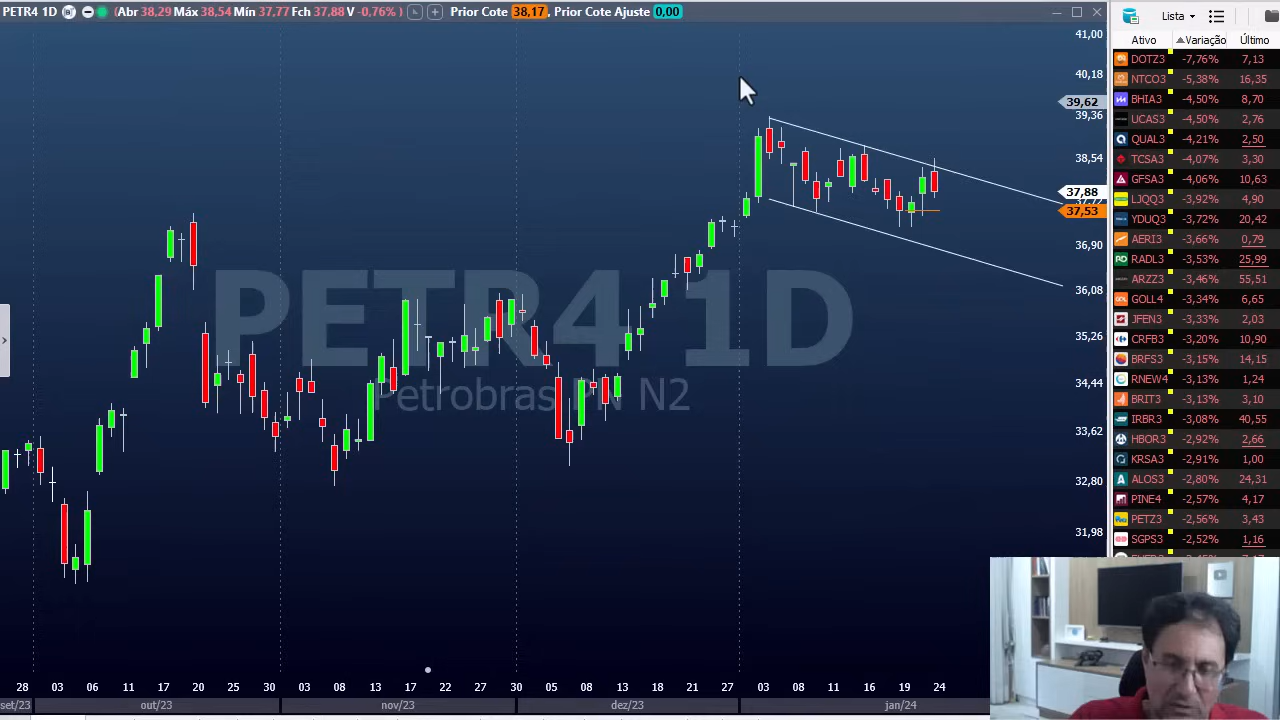 PETR4 1D (Abr 38,29 Máx 38,54 Mín 37,77 Fch 37,88 V -0,76% ) Prior Cote 38,17 , Prior Cote Ajuste 0,00
Lista
Ativo Variação Último
DOTZ3 -7,76% 7,13
NTCO3 -5,38% 16,35
BHIA3 -4,50% 8,70
UCAS3 -4,50% 2,76
QUAL3 -4,21% 2,50
TCSA3 -4,07% 3,30
GFSA3 -4,06% 10,63
LJQQ3 -3,92% 4,90
YDUQ3 -3,72% 20,42
AERI3 -3,66% 0,79
RADL3 -3,53% 25,99
ARZZ3 -3,46% 55,51
GOLL4 -3,34% 6,65
JFEN3 -3,33% 2,03
CRFB3 -3,20% 10,90
BRFS3 -3,15% 14,15
RNEW4 -3,13% 1,24
BRIT3 -3,13% 3,10
IRBR3 -3,08% 40,55
HBOR3 -2,92% 2,66
KRSA3 -2,91% 1,00
ALOS3 -2,80% 24,31
PINE4 -2,57% 4,17
PETZ3 -2,56% 3,43
SGPS3 -2,52% 1,16
41,00
40,18
39,62
39,36
38,54
37,88
37,72
37,53
36,90
36,08
35,26
34,44
33,62
32,80
31,98
PETR4 1D
Petrobras PN N2
28 03 06 11 17 20 30 03 08 13 17 23 30 05 08 13 18 21 28 03 08 11 16 19 24
set/23 out/23 nov/23 dez/23 jan/24